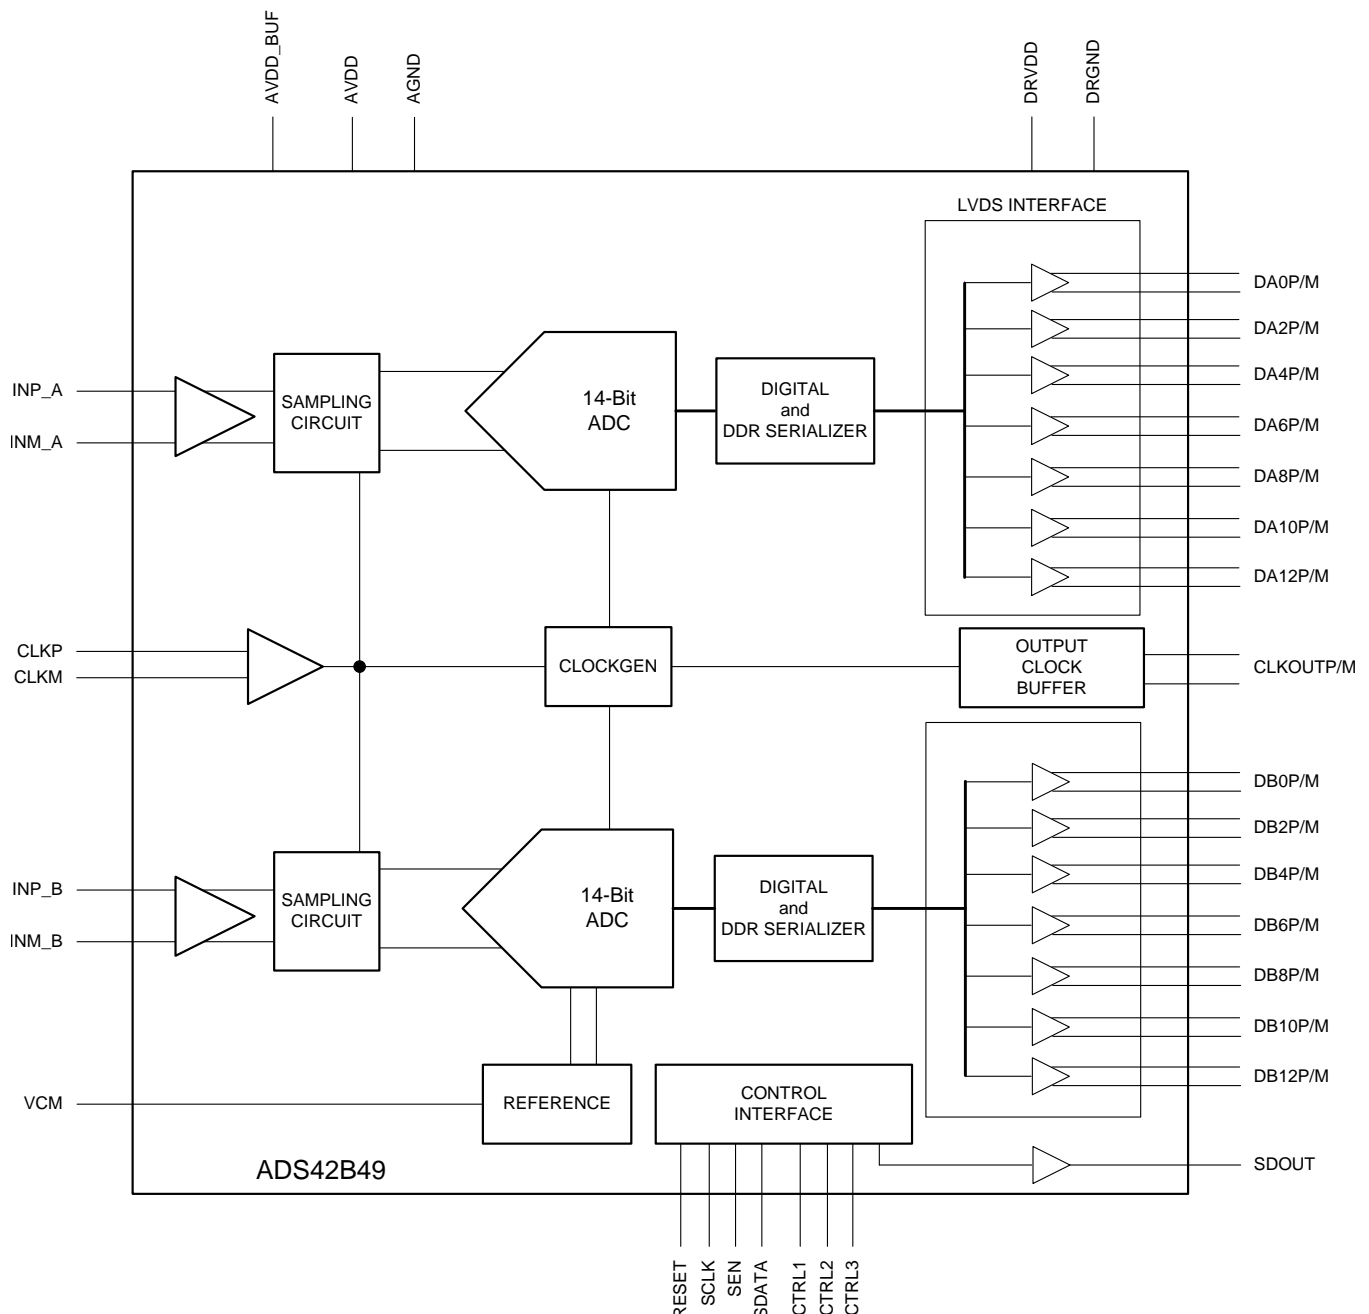 AVDD_BUF
AVDD
AGND
DRVDD
DRGND
LVDS INTERFACE
INP_A
INM_A
SAMPLING
CIRCUIT
14-Bit
ADC
DIGITAL
and
DDR SERIALIZER
DA0P/M
DA2P/M
DA4P/M
DA6P/M
DA8P/M
DA10P/M
DA12P/M
CLKP
CLKM
CLOCKGEN
OUTPUT
CLOCK
BUFFER
CLKOUTP/M
INP_B
INM_B
SAMPLING
CIRCUIT
14-Bit
ADC
DIGITAL
and
DDR SERIALIZER
DB0P/M
DB2P/M
DB4P/M
DB6P/M
DB8P/M
DB10P/M
DB12P/M
VCM
REFERENCE
CONTROL
INTERFACE
SDOUT
ADS42B49
RESET
SCLK
SEN
SDATA
CTRL1
CTRL2
CTRL3